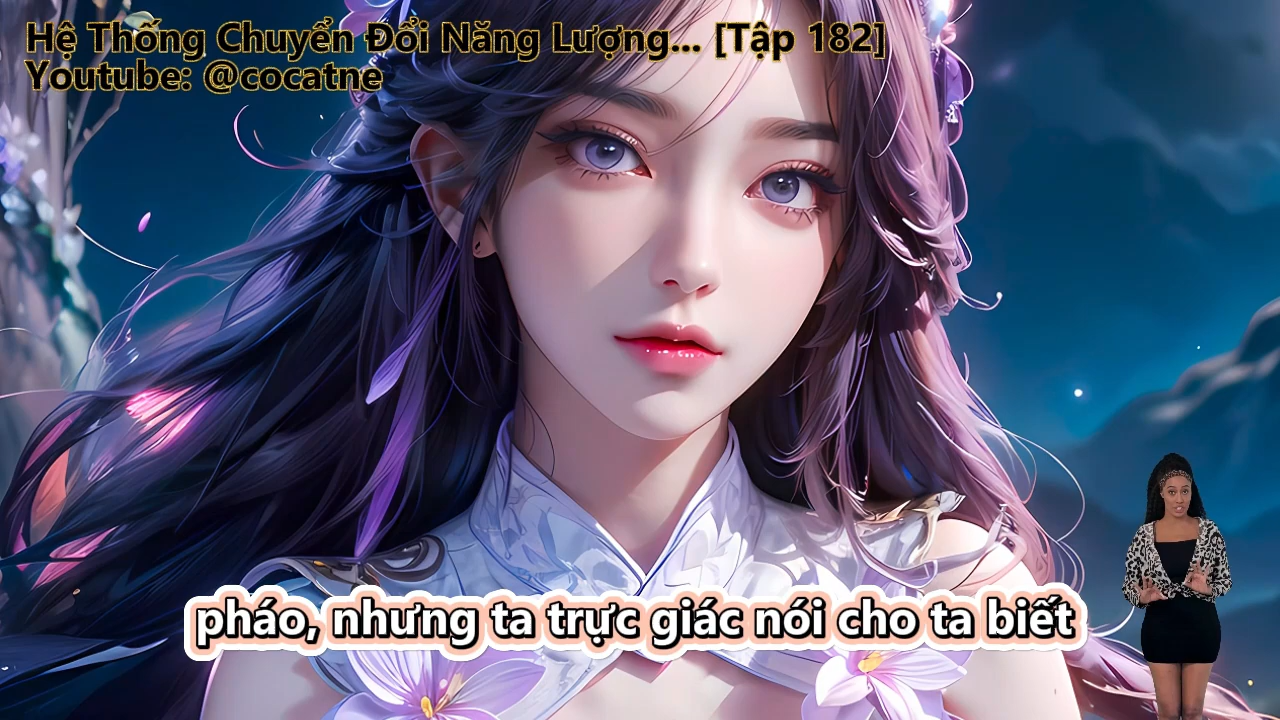 Hệ Thống Chuyển Đổi Năng Lượng... [Tập 182]
Youtube: @cocatne
pháo, nhưng ta trực giác nói cho ta biết